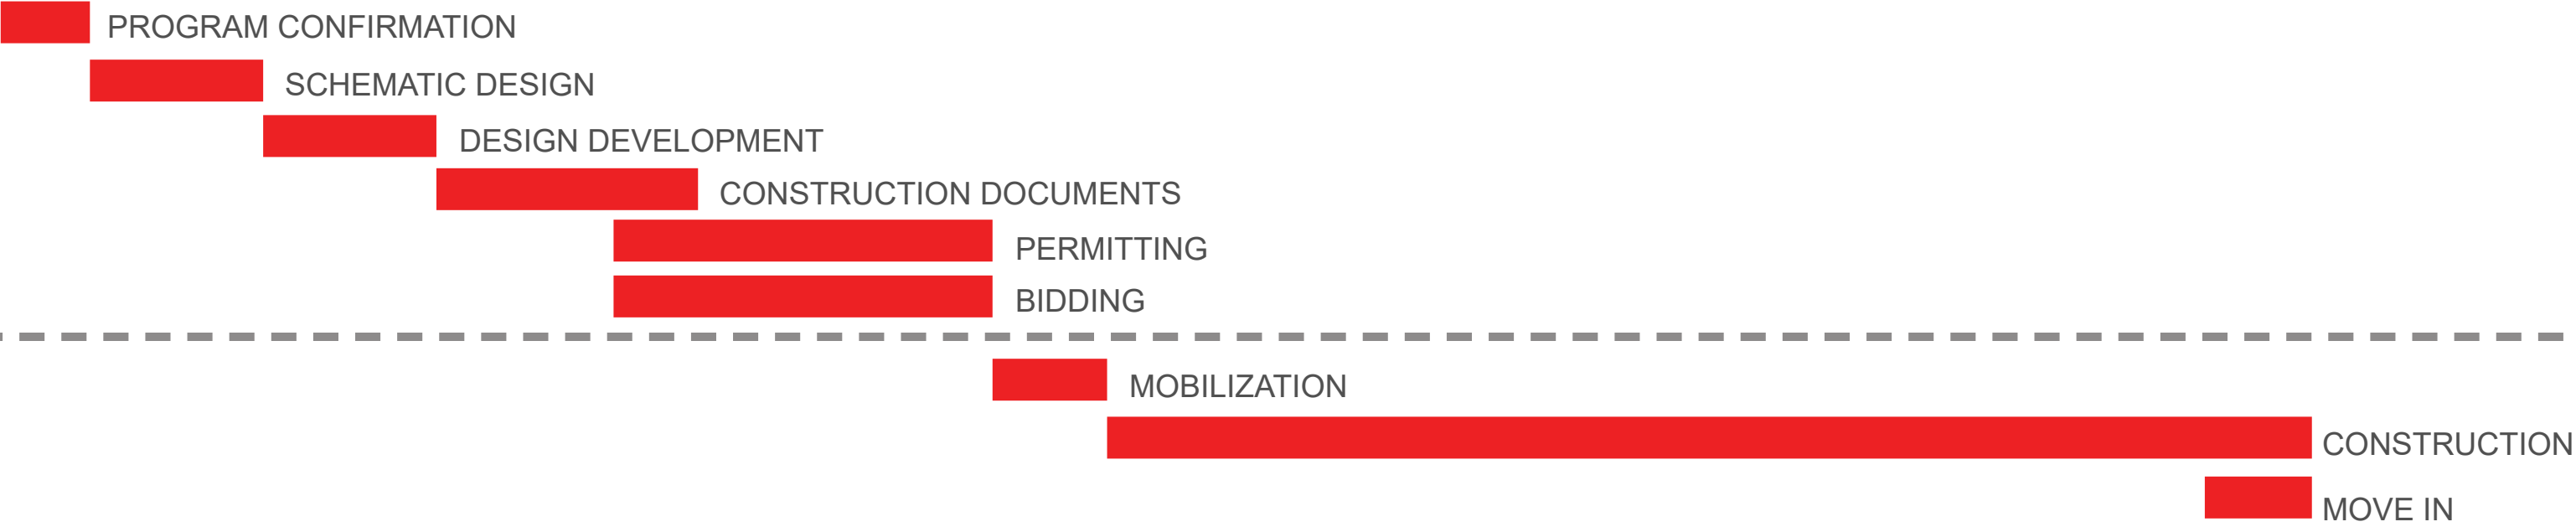 PROGRAM CONFIRMATION
SCHEMATIC DESIGN
DESIGN DEVELOPMENT
CONSTRUCTION DOCUMENTS
PERMITTING
BIDDING
MOBILIZATION
CONSTRUCTION
MOVE IN